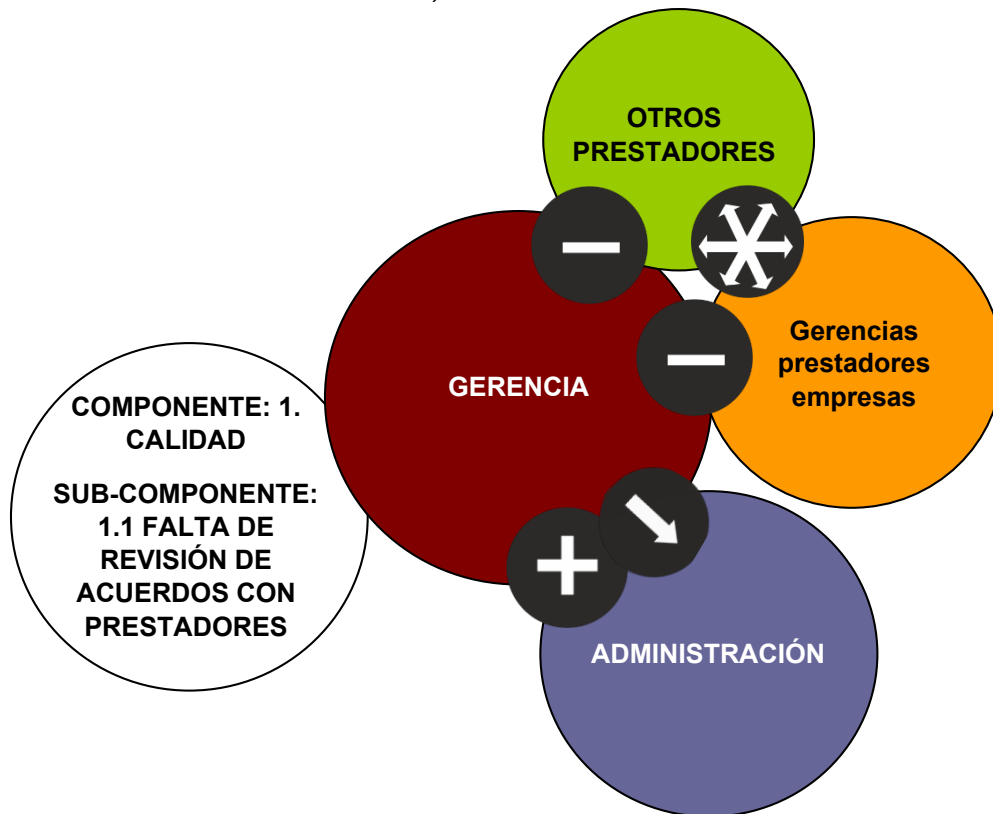 OTROS
PRESTADORES
Gerencias
prestadores
empresas
GERENCIA
COMPONENTE: 1.
CALIDAD
SUB-COMPONENTE:
1.1 FALTA DE
REVISIÓN DE
ACUERDOS CON
PRESTADORES
ADMINISTRACIÓN